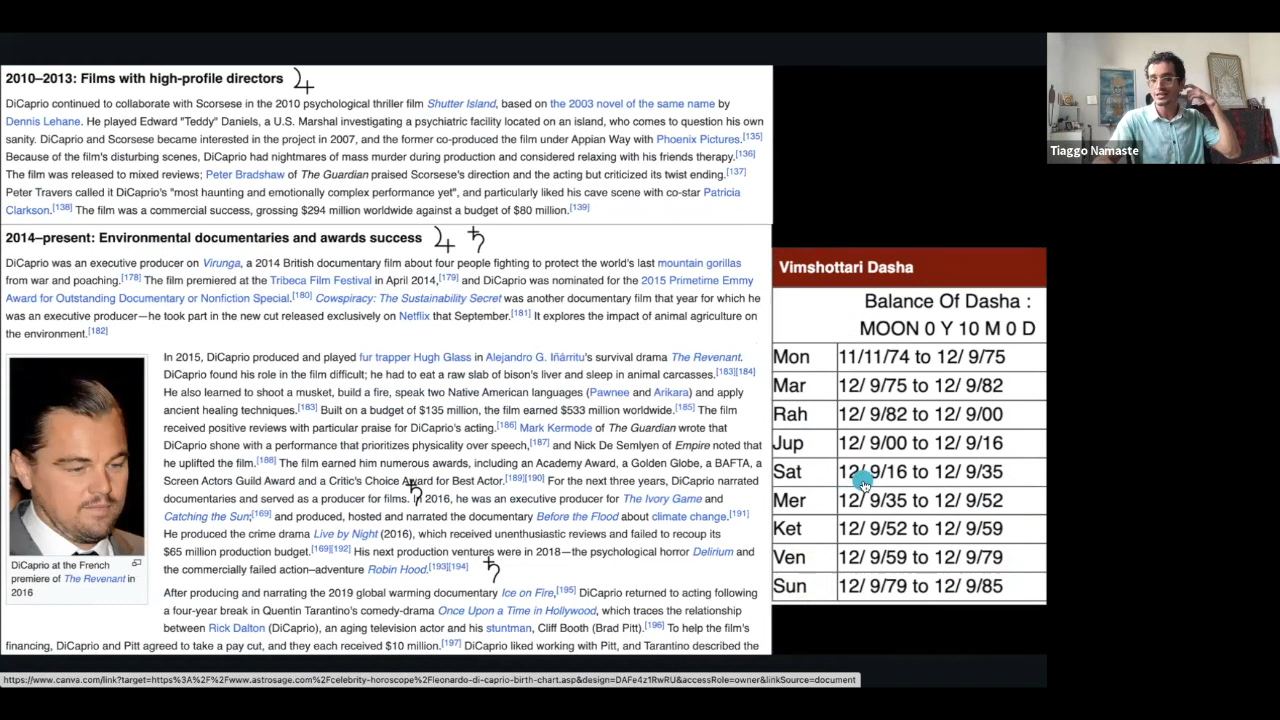 2010–2013: Films with high-profile directors ♃
DiCaprio continued to collaborate with Scorsese in the 2010 psychological thriller film Shutter Island, based on the 2003 novel of the same name by
Dennis Lehane. He played Edward "Teddy" Daniels, a U.S. Marshal investigating a psychiatric facility located on an island, who comes to question his own
sanity. DiCaprio and Scorsese became interested in the project in 2007, and the former co-produced the film under Appian Way with Phoenix Pictures.[135]
Because of the film's disturbing scenes, DiCaprio had nightmares of mass murder during production and considered relaxing with his friends therapy.[136]
The film was released to mixed reviews; Peter Bradshaw of The Guardian praised Scorsese's direction and the acting but criticized its twist ending.[137]
Peter Travers called it DiCaprio's "most haunting and emotionally complex performance yet", and particularly liked his cave scene with co-star Patricia
Clarkson.[138] The film was a commercial success, grossing $294 million worldwide against a budget of $80 million.[139]
2014–present: Environmental documentaries and awards success ♃ ♄
DiCaprio was an executive producer on Virunga, a 2014 British documentary film about four people fighting to protect the world's last mountain gorillas
from war and poaching.[178] The film premiered at the Tribeca Film Festival in April 2014,[179] and DiCaprio was nominated for the 2015 Primetime Emmy
Award for Outstanding Documentary or Nonfiction Special.[180] Cowspiracy: The Sustainability Secret was another documentary film that year for which he
was an executive producer—he took part in the new cut released exclusively on Netflix that September.[181] It explores the impact of animal agriculture on
the environment.[182]
In 2015, DiCaprio produced and played fur trapper Hugh Glass in Alejandro G. Iñárritu's survival drama The Revenant.
DiCaprio found his role in the film difficult; he had to eat a raw slab of bison's liver and sleep in animal carcasses.[183][184]
He also learned to shoot a musket, build a fire, speak two Native American languages (Pawnee and Arikara) and apply
ancient healing techniques.[183] Built on a budget of $135 million, the film earned $533 million worldwide.[185] The film
received positive reviews with particular praise for DiCaprio's acting.[186] Mark Kermode of The Guardian wrote that
DiCaprio shone with a performance that prioritizes physicality over speech,[187] and Nick De Semlyen of Empire noted that
he uplifted the film.[188] The film earned him numerous awards, including an Academy Award, a Golden Globe, a BAFTA, a
Screen Actors Guild Award and a Critic's Choice Award for Best Actor.[189][190] For the next three years, DiCaprio narrated
documentaries and served as a producer for films. ♄ In 2016, he was an executive producer for The Ivory Game and
Catching the Sun;[169] and produced, hosted and narrated the documentary Before the Flood about climate change.[191]
He produced the crime drama Live by Night (2016), which received unenthusiastic reviews and failed to recoup its
$65 million production budget.[169][192] His next production ventures were in 2018—the psychological horror Delirium and
the commercially failed action–adventure Robin Hood.[193][194] ♄
After producing and narrating the 2019 global warming documentary Ice on Fire,[195] DiCaprio returned to acting following
a four-year break in Quentin Tarantino's comedy-drama Once Upon a Time in Hollywood, which traces the relationship
between Rick Dalton (DiCaprio), an aging television actor and his stuntman, Cliff Booth (Brad Pitt).[196] To help the film's
financing, DiCaprio and Pitt agreed to take a pay cut, and they each received $10 million.[197] DiCaprio liked working with Pitt, and Tarantino described the
DiCaprio at the French
premiere of The Revenant in
2016
Vimshottari Dasha
Balance Of Dasha :
MOON 0 Y 10 M 0 D
Mon 11/11/74 to 12/ 9/75
Mar 12/ 9/75 to 12/ 9/82
Rah 12/ 9/82 to 12/ 9/00
Jup 12/ 9/00 to 12/ 9/16
Sat 12/ 9/16 to 12/ 9/35
Mer 12/ 9/35 to 12/ 9/52
Ket 12/ 9/52 to 12/ 9/59
Ven 12/ 9/59 to 12/ 9/79
Sun 12/ 9/79 to 12/ 9/85
Tiaggo Namaste
https://www.canva.com/link?target=https%3A%2F%2Fwww.astrosage.com%2Fcelebrity-horoscope%2Fleonardo-di-caprio-birth-chart.asp&design=DAFe4z1RwRU&accessRole=owner&linkSource=document